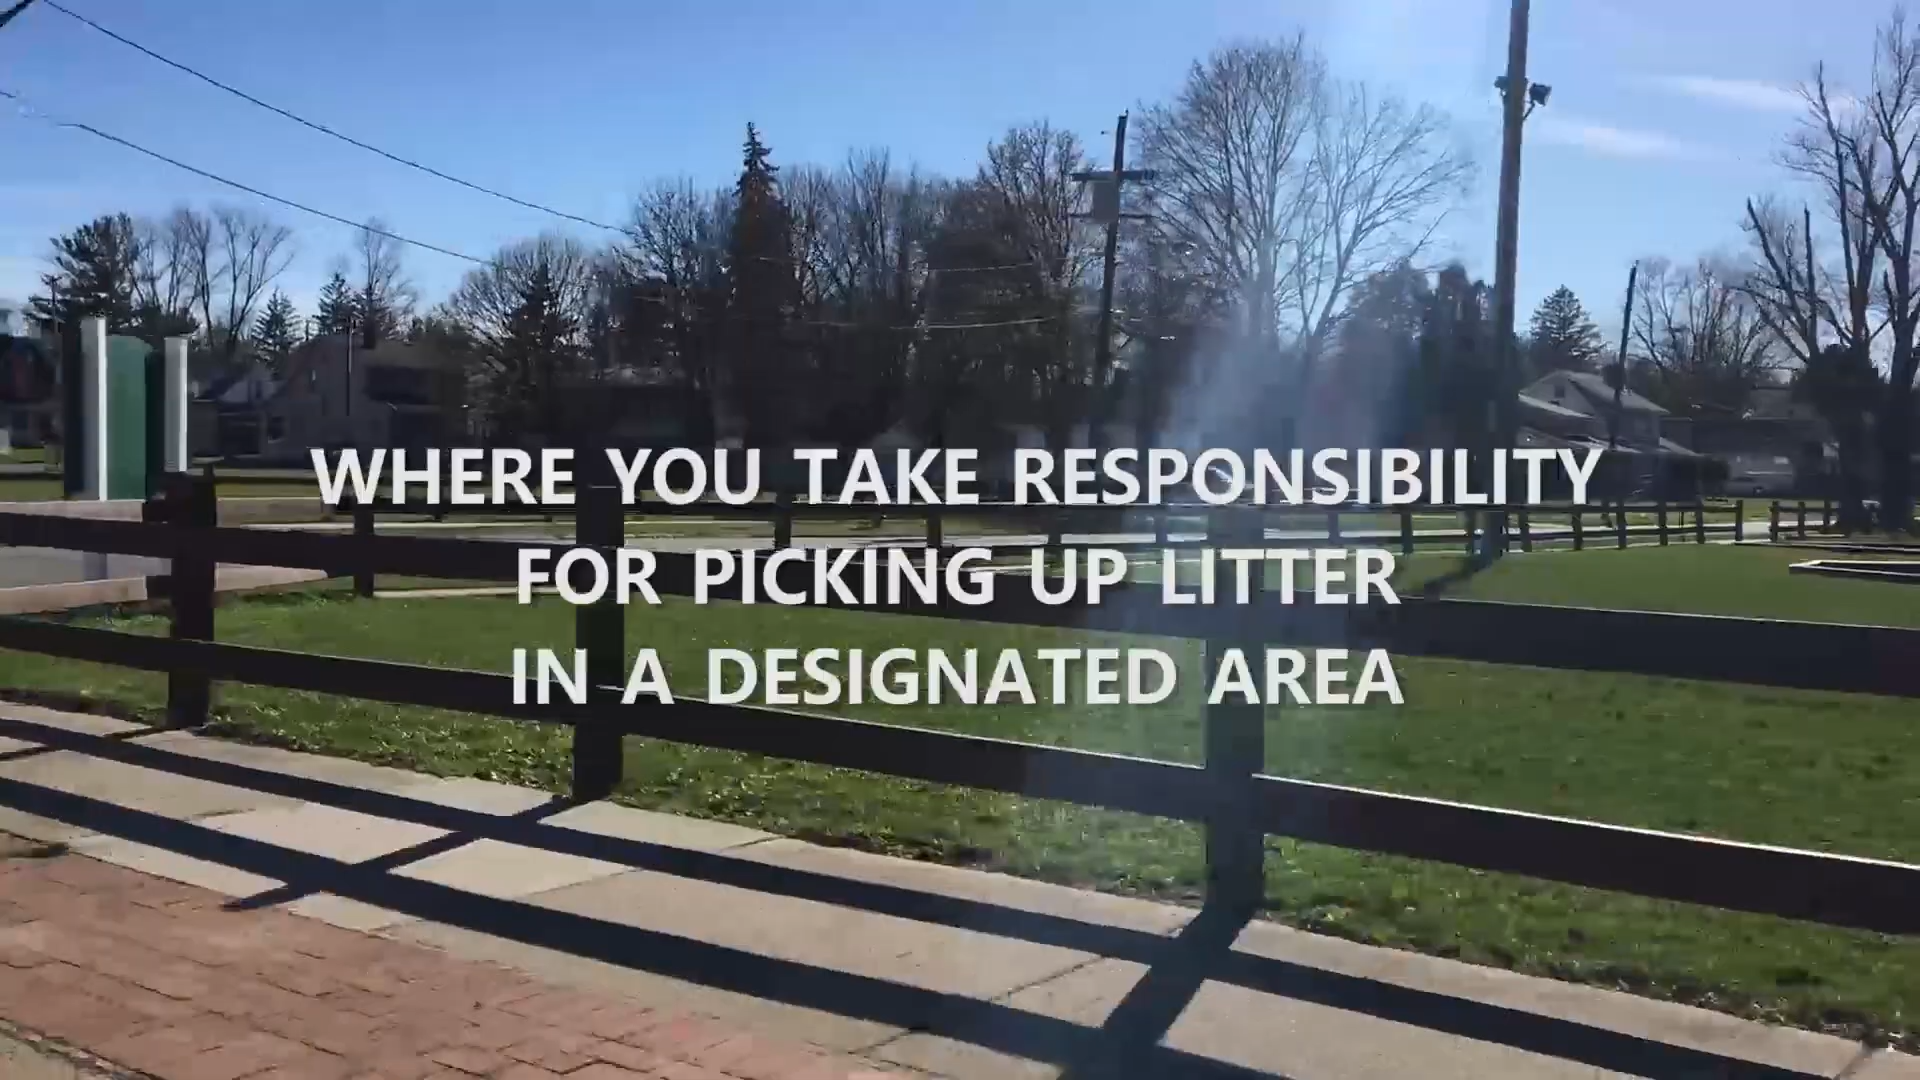 WHERE YOU TAKE RESPONSIBILITY
FOR PICKING UP LITTER
IN A DESIGNATED AREA